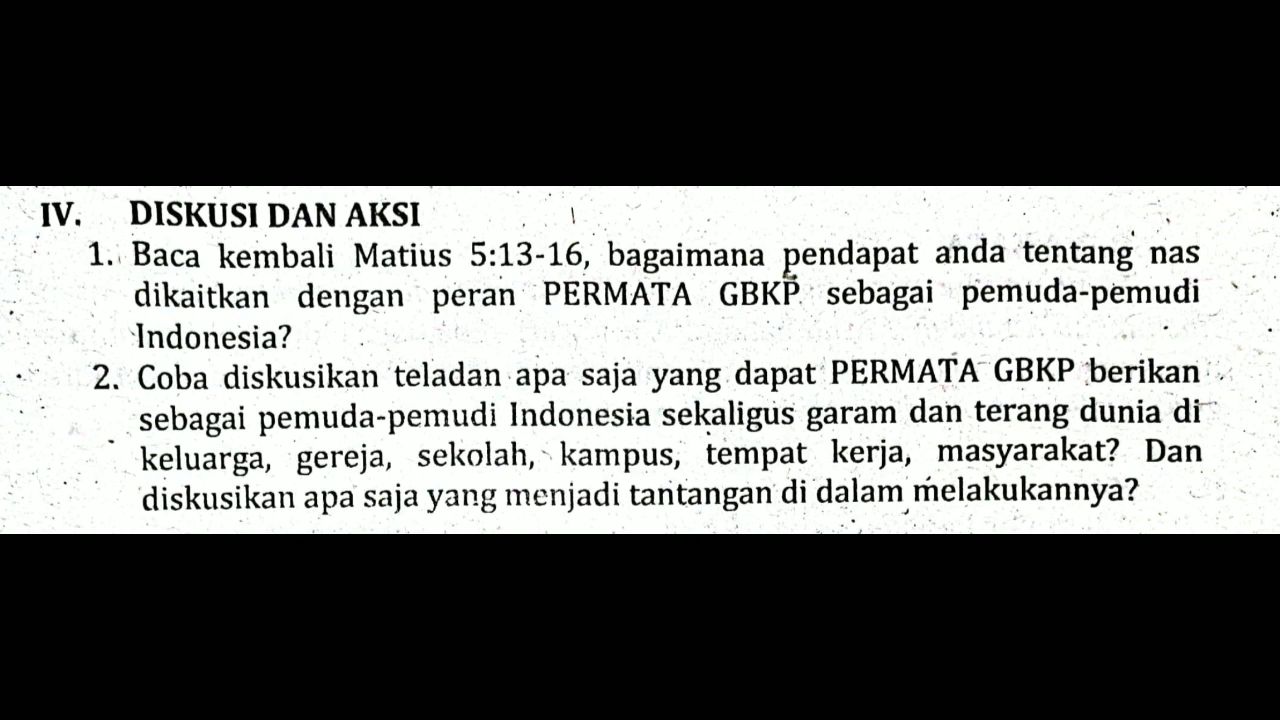 IV. DISKUSI DAN AKSI
1. Baca kembali Matius 5:13-16, bagaimana pendapat anda tentang nas
dikaitkan dengan peran PERMATA GBKP sebagai pemuda-pemudi
Indonesia?
2. Coba diskusikan teladan apa saja yang dapat PERMATA GBKP berikan
sebagai pemuda-pemudi Indonesia sekaligus garam dan terang dunia di
keluarga, gereja, sekolah, kampus, tempat kerja, masyarakat? Dan
diskusikan apa saja yang menjadi tantangan di dalam melakukannya?